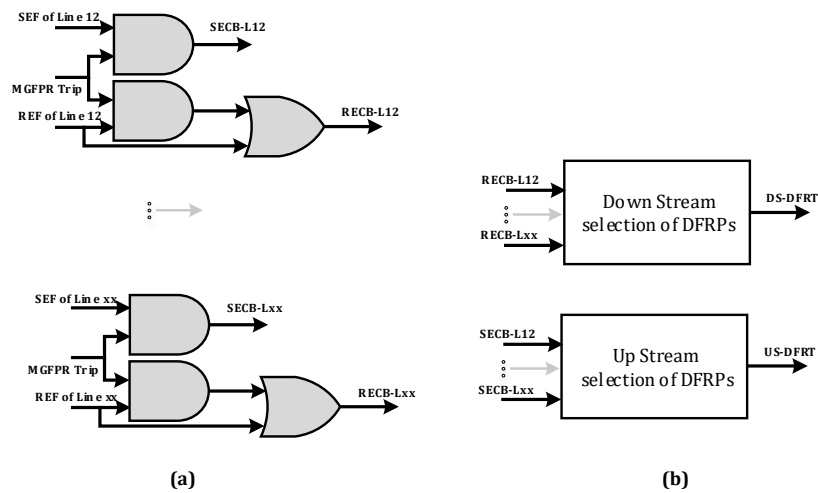 SEF of Line 12
SECB-L12
MGFPR Trip
REF of Line 12
RECB-L12
SEF of Line xx
SECB-Lxx
MGFPR Trip
REF of Line xx
RECB-Lxx
(a)
RECB-L12
RECB-Lxx
Down Stream
selection of DFRPs
DS-DFRT
SECB-L12
SECB-Lxx
Up Stream
selection of DFRPs
US-DFRT
(b)